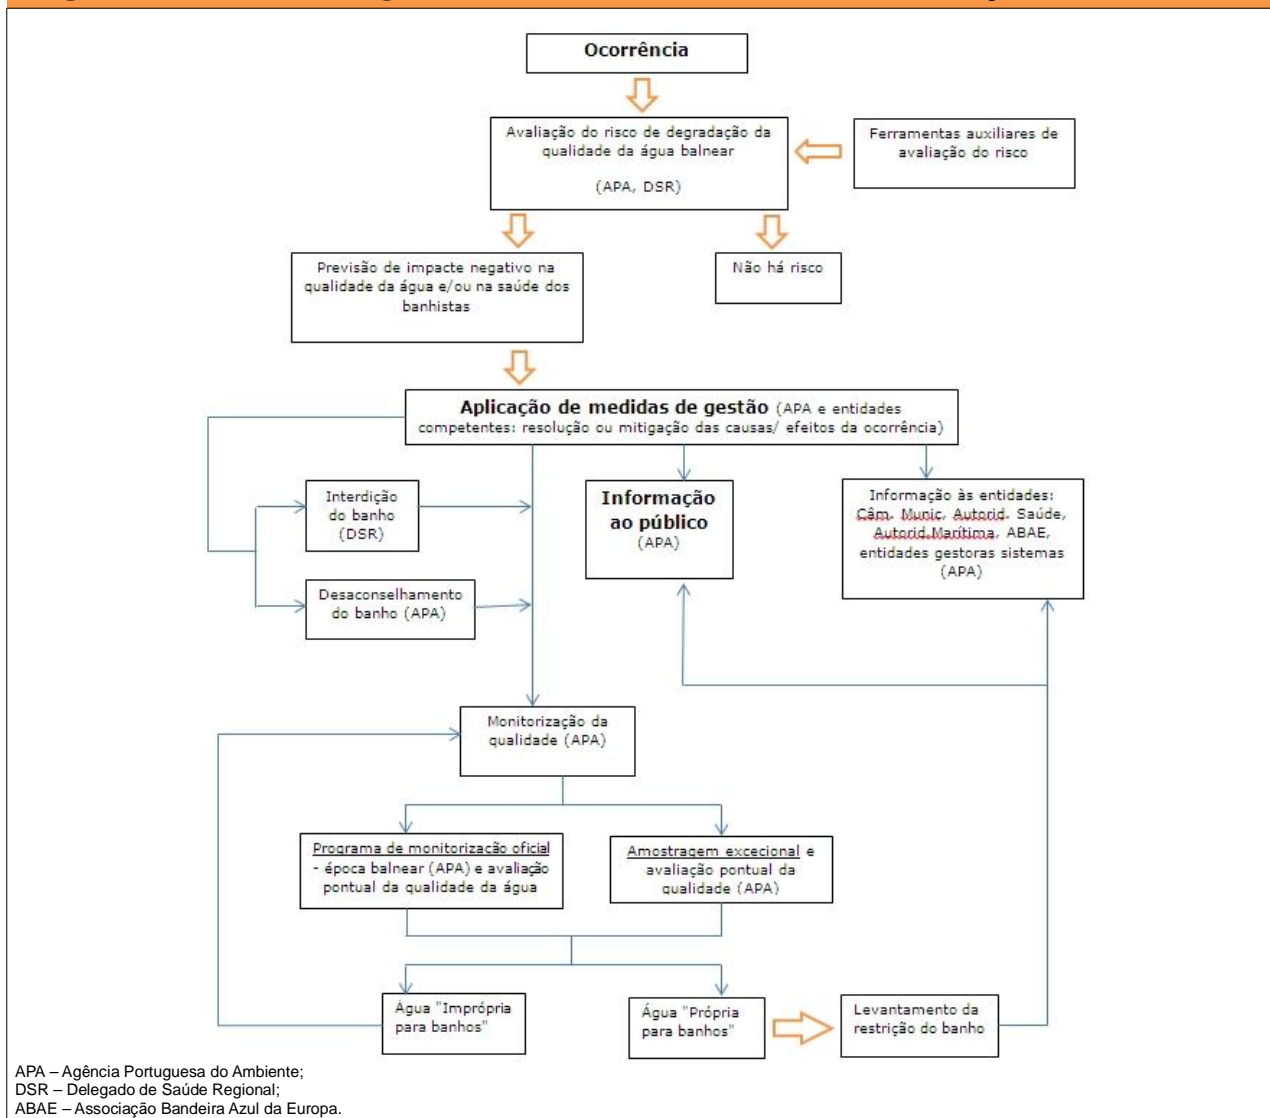 Ocorrência
Avaliação do risco de degradação da
qualidade da água balnear
(APA, DSR)
Ferramentas auxiliares de
avaliação do risco
Previsão de impacte negativo na
qualidade da água e/ou na saúde dos
banhistas
Não há risco
Aplicação de medidas de gestão (APA e entidades
competentes: resolução ou mitigação das causas/ efeitos da ocorrência)
Interdição
do banho
(DSR)
Informação
ao público
(APA)
Informação às entidades:
Câm. Munic, Autorid. Saúde,
Autorid.Marítima, ABAE,
entidades gestoras sistemas
(APA)
Desaconselhamento
do banho (APA)
Monitorização da
qualidade (APA)
Programa de monitorização oficial
- época balnear (APA) e avaliação
pontual da qualidade da água
Amostragem excecional e
avaliação pontual da
qualidade (APA)
Água "Imprópria
para banhos"
Água "Própria
para banhos"
Levantamento da
restrição do banho
APA – Agência Portuguesa do Ambiente;
DSR – Delegado de Saúde Regional;
ABAE – Associação Bandeira Azul da Europa.